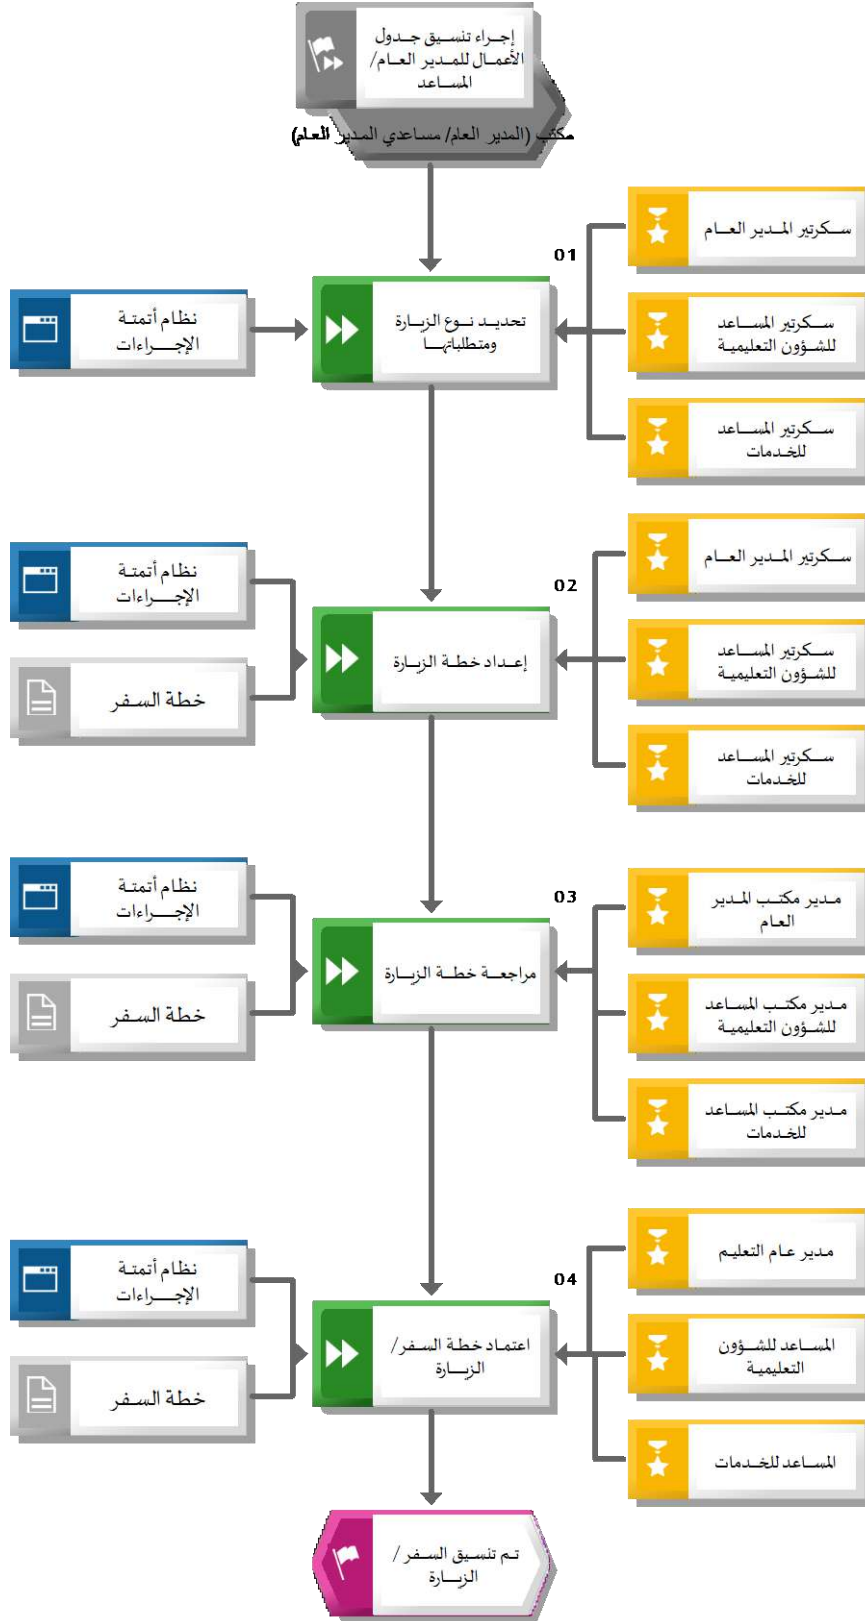 إجراء تنسيق جدول
الأعمال للمدير العام/
المساعد
مكتب (المدير العام/ مساعدي المدير العام)
سكرتير المدير العام
01
سكرتير المساعد
للشؤون التعليمية
تحديد نوع الزيارة
ومتطلباتها
نظام أتمتة
الإجراءات
سكرتير المساعد
للخدمات
سكرتير المدير العام
02
نظام أتمتة
الإجراءات
سكرتير المساعد
للشؤون التعليمية
إعداد خطة الزيارة
خطة السفر
سكرتير المساعد
للخدمات
مدير مكتب المدير
العام
03
نظام أتمتة
الإجراءات
مدير مكتب المساعد
للشؤون التعليمية
مراجعة خطة الزيارة
خطة السفر
مدير مكتب المساعد
للخدمات
مدير عام التعليم
04
نظام أتمتة
الإجراءات
المساعد للشؤون
التعليمية
اعتماد خطة السفر/
الزيارة
خطة السفر
المساعد للخدمات
تم تنسيق السفر /
الزيارة